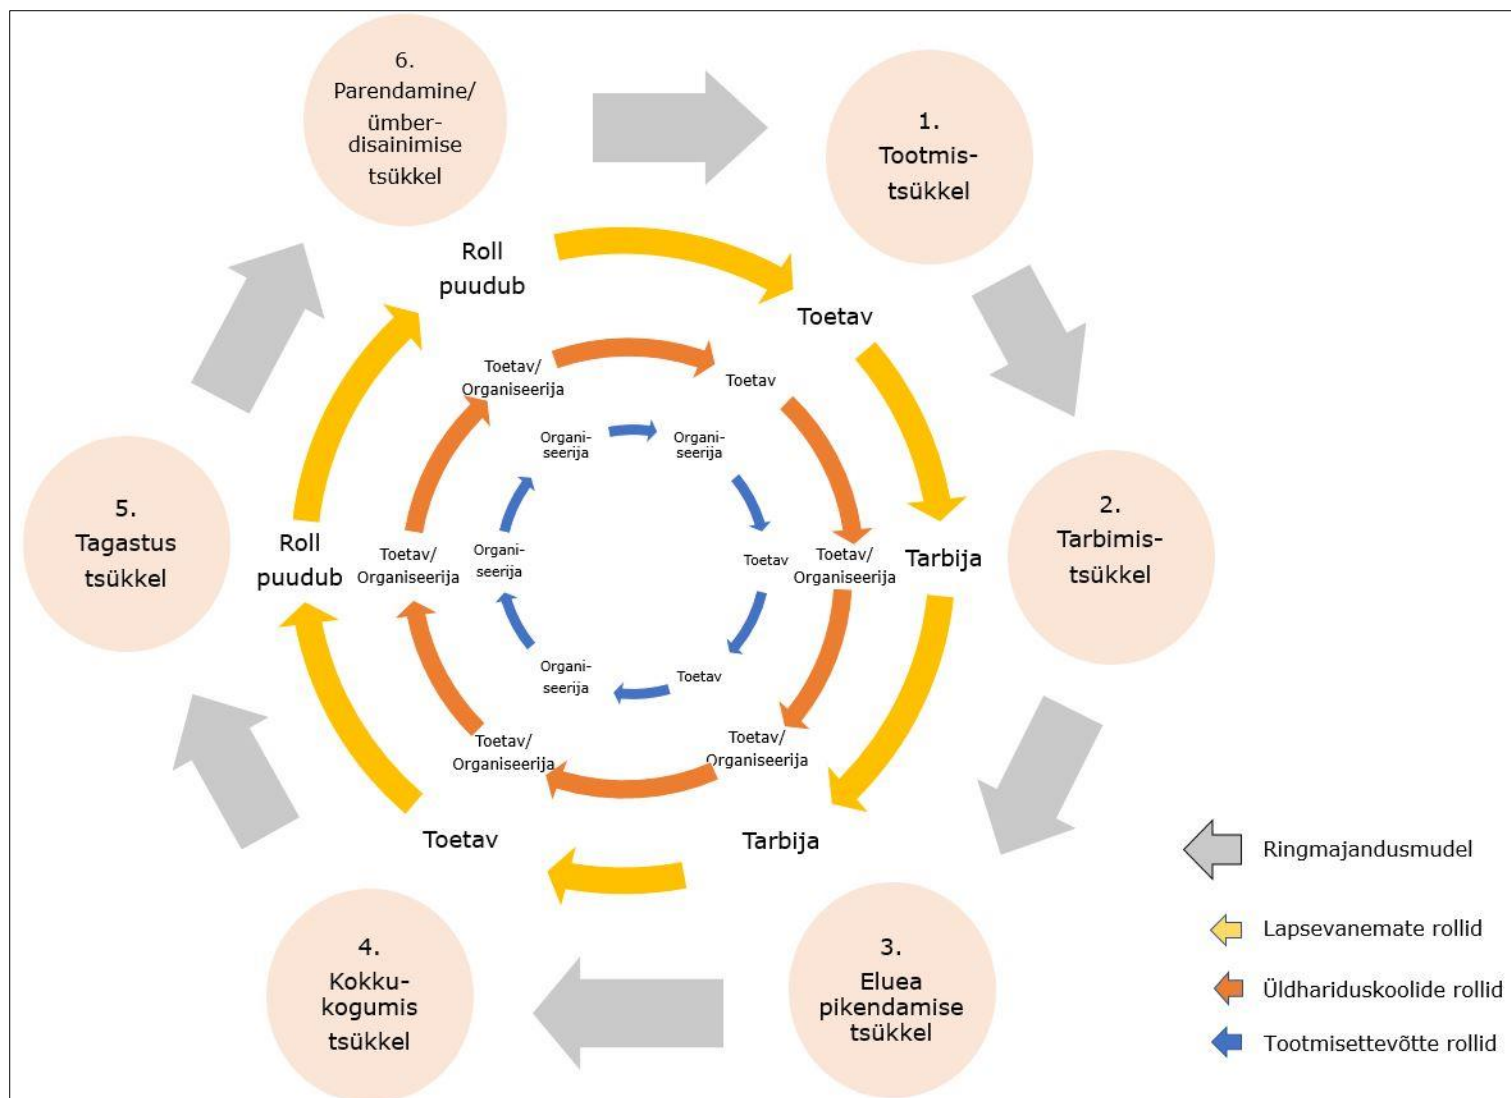 6.
Parendamine/
ümber-
disainimise
tsükkel
1.
Tootmis-
tsükkel
2.
Tarbimis-
tsükkel
3.
Eluea
pikendamise
tsükkel
4.
Kokku-
kogumis
tsükkel
5.
Tagastus
tsükkel
Roll
puudub
Toetav
Tarbija
Tarbija
Toetav
Roll
puudub
Toetav/
Organiseerija
Toetav
Toetav/
Organiseerija
Toetav/
Organiseerija
Toetav/
Organiseerija
Toetav/
Organiseerija
Organi-
seerija
Organi-
seerija
Toetav
Toetav
Organi-
seerija
Organi-
seerija
Ringmajandusmudel
Lapsevanemate rollid
Üldhariduskoolide rollid
Tootmisettevõtte rollid